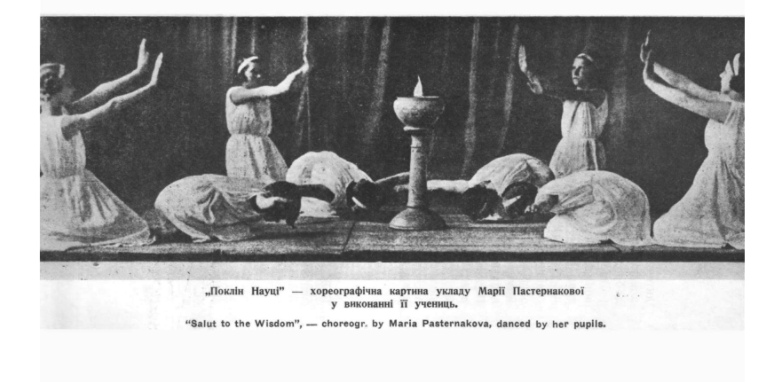 „Поклін Науці” — хореографічна картина укладу Марії Пастернакової
у виконанні її учениць.
“Salut to the Wisdom”, — choreogr. by Maria Pasternakova, danced by her pupils.